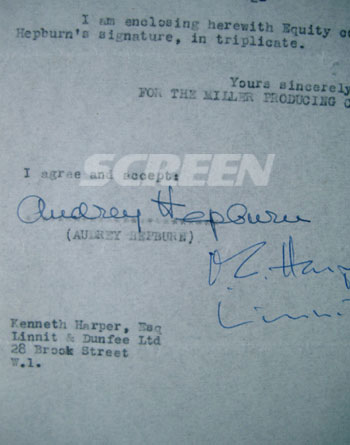 I am enclosing herewith Equity
Hepburn's signature, in triplicate.
Yours sincerely
FOR THE MILLER PRODUCING
I agree and accept:
SCREEN
Audrey Hepburn
(AUDREY HEPBURN)
Kenneth Harper, Esq
Linnit & Dunfee Ltd
28 Brook Street
W.1.
Linnit